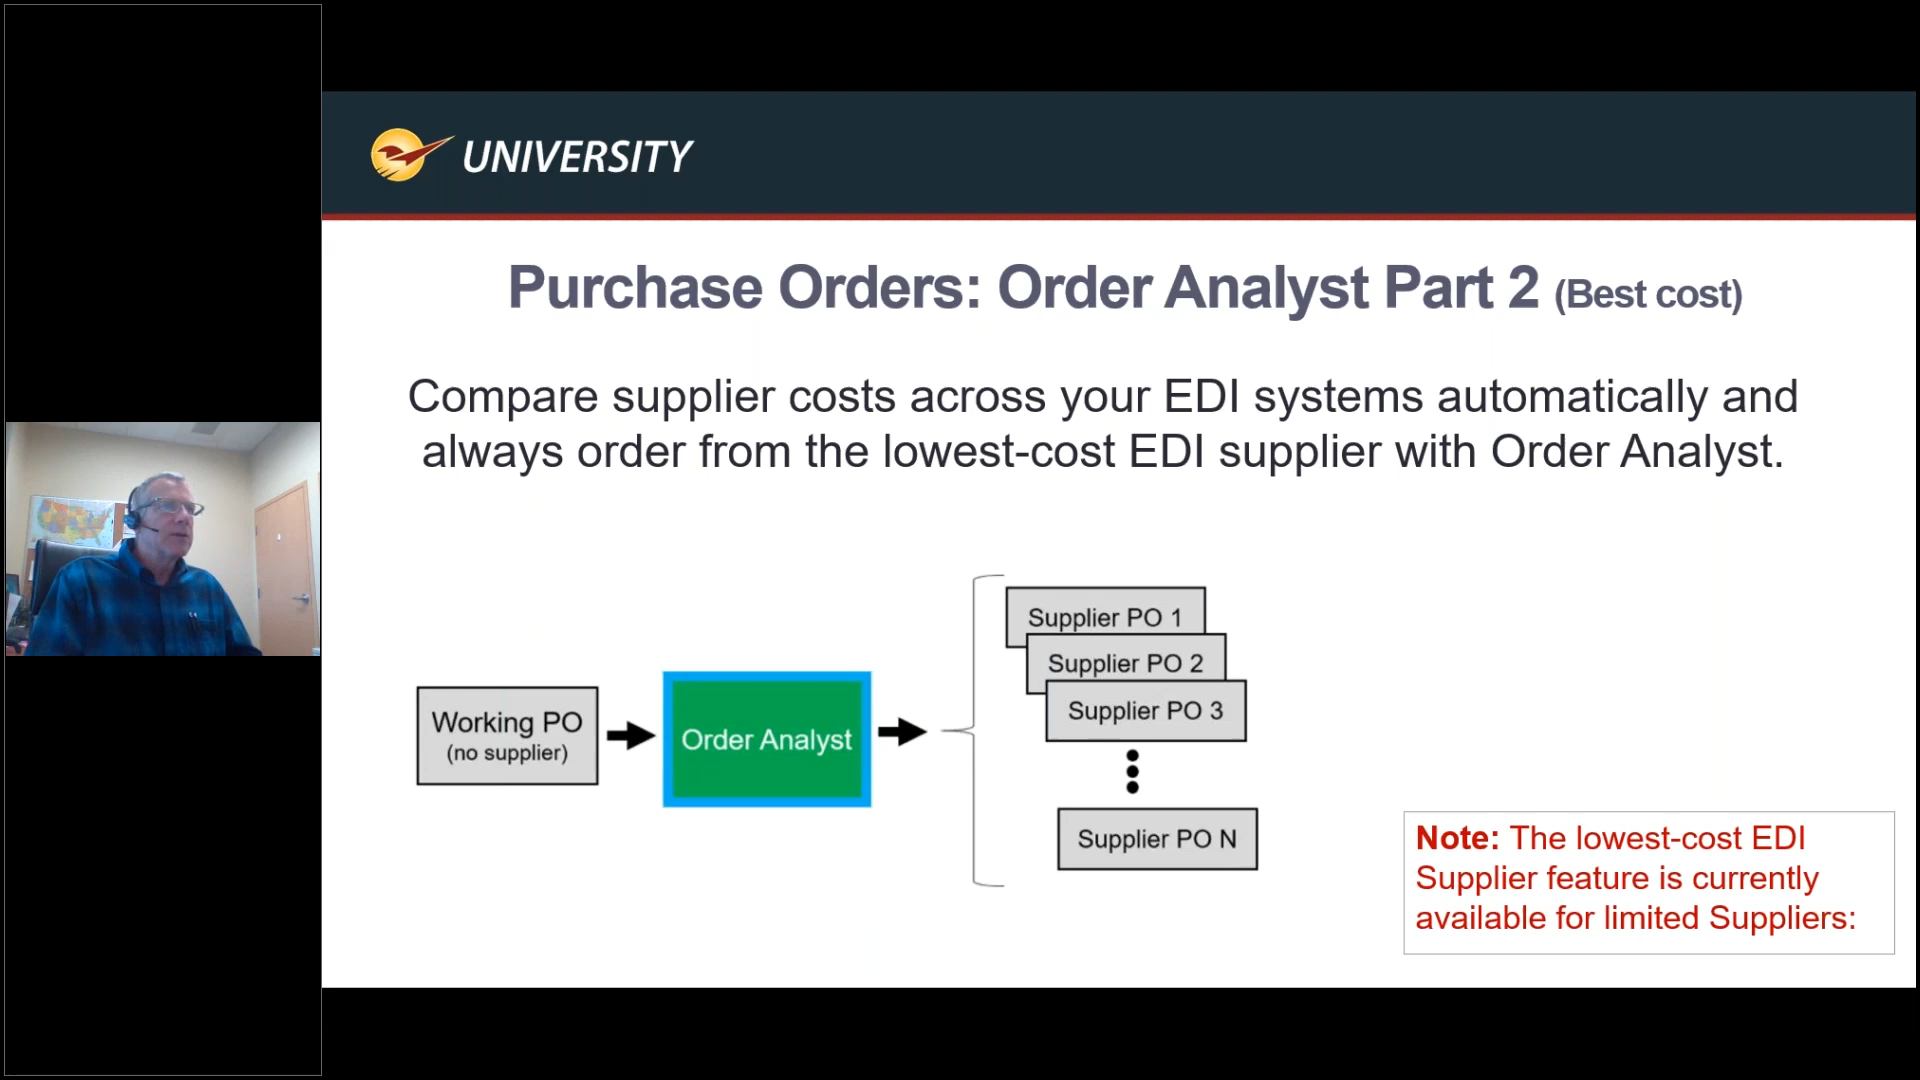 UNIVERSITY
Purchase Orders: Order Analyst Part 2 (Best cost)
Compare supplier costs across your EDI systems automatically and
always order from the lowest-cost EDI supplier with Order Analyst.
Working PO
(no supplier)
Order Analyst
Supplier PO 1
Supplier PO 2
Supplier PO 3
Supplier PO N
Note: The lowest-cost EDI
Supplier feature is currently
available for limited Suppliers: